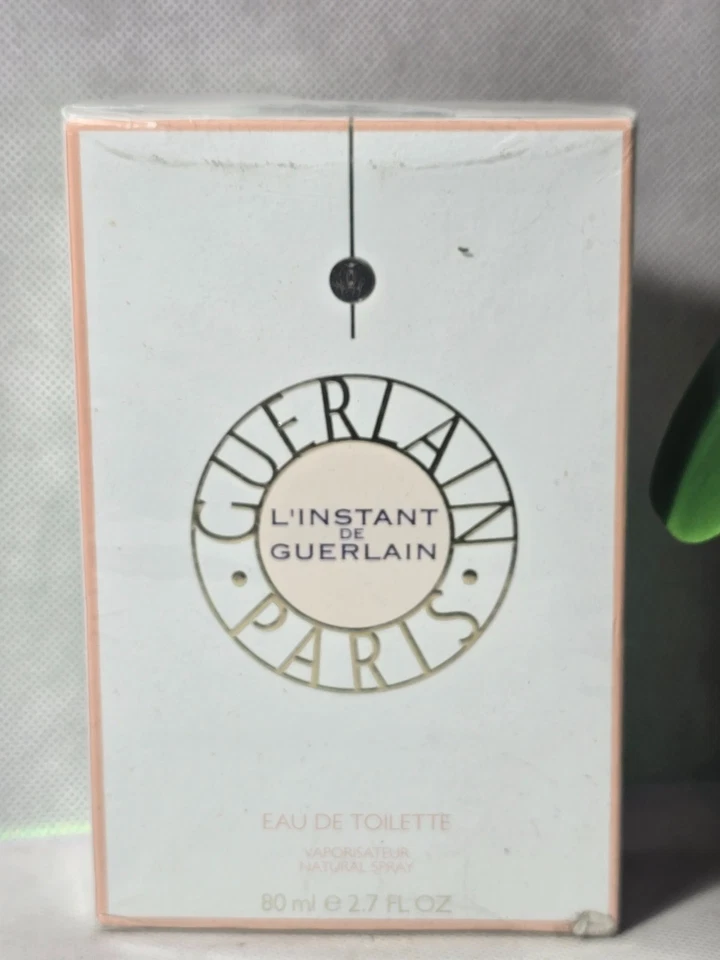 GUERLAIN
L'INSTANT
DE
GUERLAIN
• PARIS •
EAU DE TOILETTE
VAPORISATEUR
NATURAL SPRAY
80 ml ℮ 2.7 FL OZ